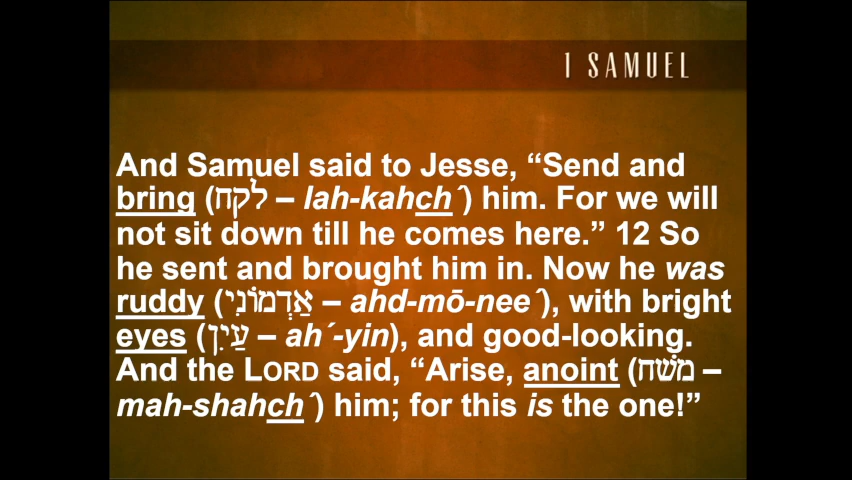 1 SAMUEL
And Samuel said to Jesse, “Send and
bring (לקח – lah-kahch´) him. For we will
not sit down till he comes here.” 12 So
he sent and brought him in. Now he was
ruddy (אַדְמוֹנִי – ahd-mō-nee´), with bright
eyes (עַיִן – ah´-yin), and good-looking.
And the LORD said, “Arise, anoint (משׁח –
mah-shahch´) him; for this is the one!”